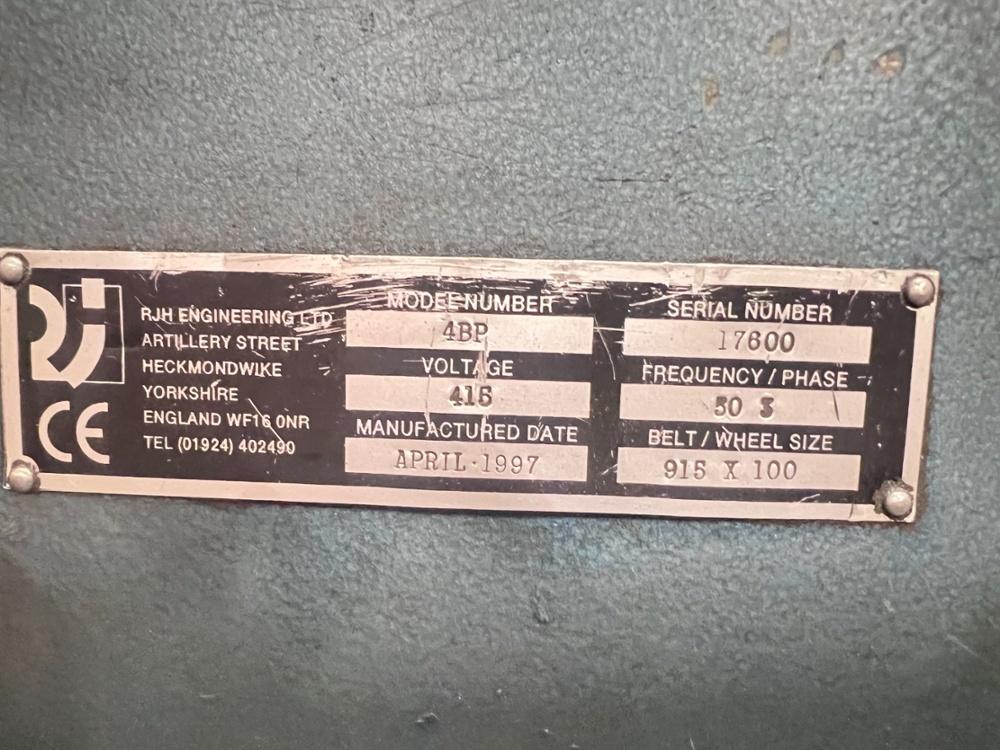 RJH ENGINEERING LTD
ARTILLERY STREET
HECKMONDWIKE
YORKSHIRE
ENGLAND WF16 0NR
TEL (01924) 402490
CE
MODEL NUMBER
4BP
VOLTAGE
415
MANUFACTURED DATE
APRIL·1997
SERIAL NUMBER
17600
FREQUENCY / PHASE
50 3
BELT / WHEEL SIZE
915 X 100